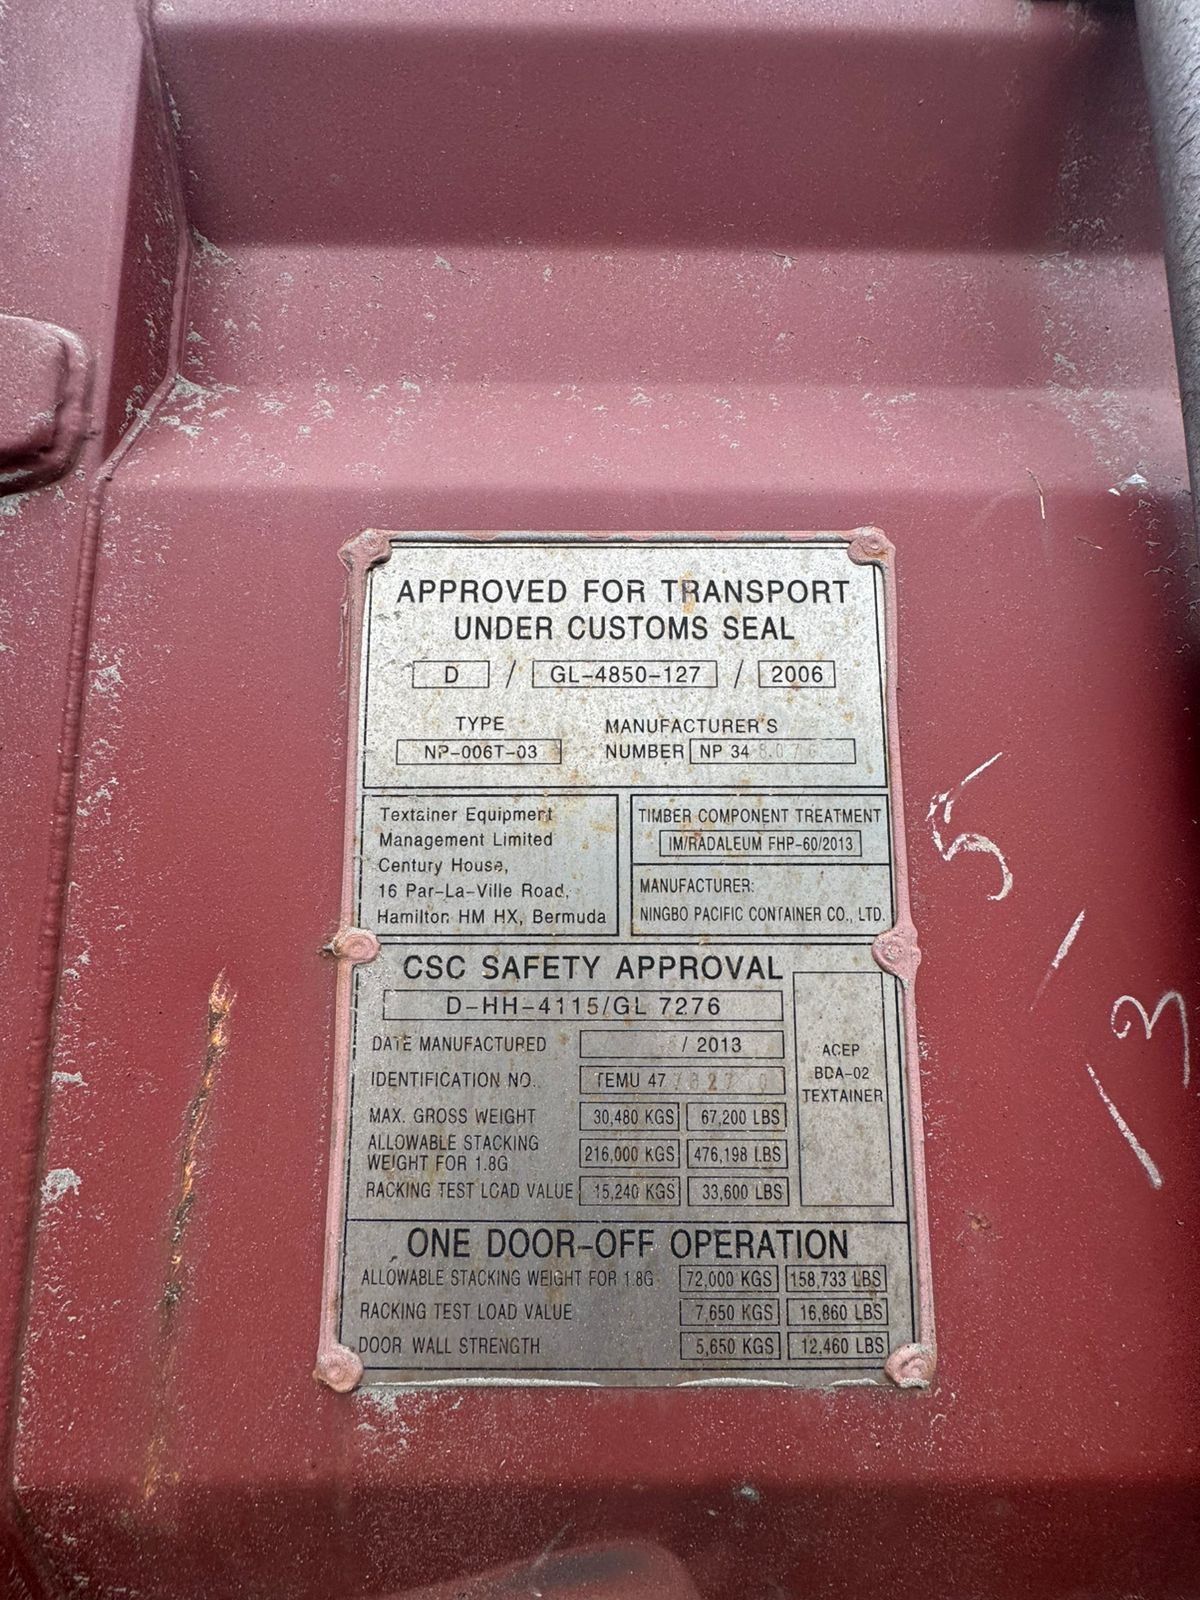 APPROVED FOR TRANSPORT
UNDER CUSTOMS SEAL
D / GL-4850-127 / 2006
TYPE MANUFACTURER'S
NP-006T-03 NUMBER NP 34
Textainer Equipment
Management Limited
Century House,
16 Par-La-Ville Road,
Hamilton HM HX, Bermuda
TIMBER COMPONENT TREATMENT
IM/RADALEUM FHP-60/2013
MANUFACTURER:
NINGBO PACIFIC CONTAINER CO., LTD.
CSC SAFETY APPROVAL
D-HH-4115/GL 7276
DATE MANUFACTURED / 2013
IDENTIFICATION NO. TEMU 47
MAX. GROSS WEIGHT 30,480 KGS 67,200 LBS
ALLOWABLE STACKING
WEIGHT FOR 1.8G 216,000 KGS 476,198 LBS
RACKING TEST LOAD VALUE 15,240 KGS 33,600 LBS
ACEP
BDA-02
TEXTAINER
ONE DOOR-OFF OPERATION
ALLOWABLE STACKING WEIGHT FOR 1.8G 72,000 KGS 158,733 LBS
RACKING TEST LOAD VALUE 7,650 KGS 16,860 LBS
DOOR WALL STRENGTH 5,650 KGS 12,460 LBS